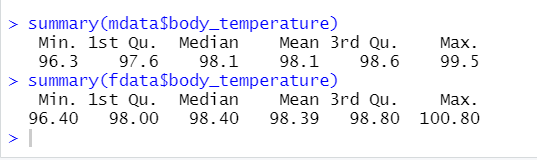 > summary(mdata$body_temperature)
Min. 1st Qu. Median Mean 3rd Qu. Max.
96.3 97.6 98.1 98.1 98.6 99.5
> summary(fdata$body_temperature)
Min. 1st Qu. Median Mean 3rd Qu. Max.
96.40 98.00 98.40 98.39 98.80 100.80
>